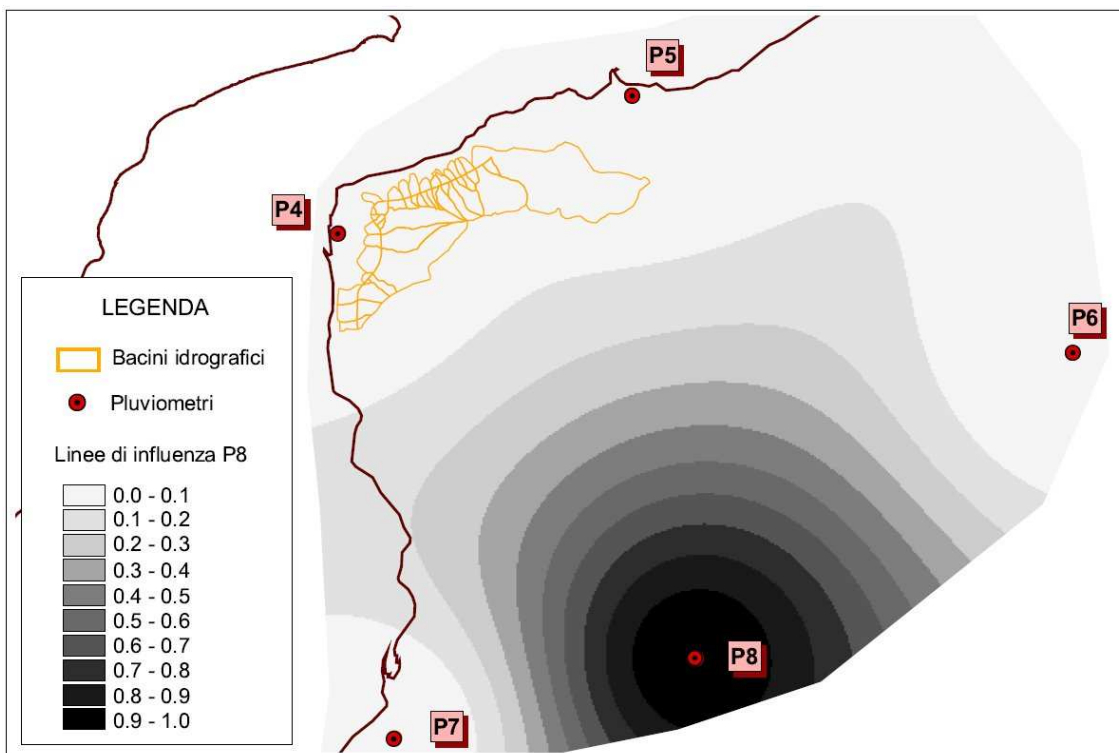 P5
P4
P6
LEGENDA
Bacini idrografici
Pluviometri
Linee di influenza P8
0.0 - 0.1
0.1 - 0.2
0.2 - 0.3
0.3 - 0.4
0.4 - 0.5
0.5 - 0.6
0.6 - 0.7
0.7 - 0.8
0.8 - 0.9
0.9 - 1.0
P8
P7